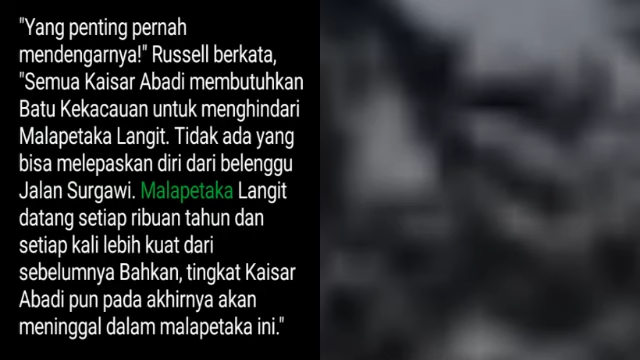 "Yang penting pernah
mendengarnya!" Russell berkata,
"Semua Kaisar Abadi membutuhkan
Batu Kekacauan untuk menghindari
Malapetaka Langit. Tidak ada yang
bisa melepaskan diri dari belenggu
Jalan Surgawi. Malapetaka Langit
datang setiap ribuan tahun dan
setiap kali lebih kuat dari
sebelumnya Bahkan, tingkat Kaisar
Abadi pun pada akhirnya akan
meninggal dalam malapetaka ini."